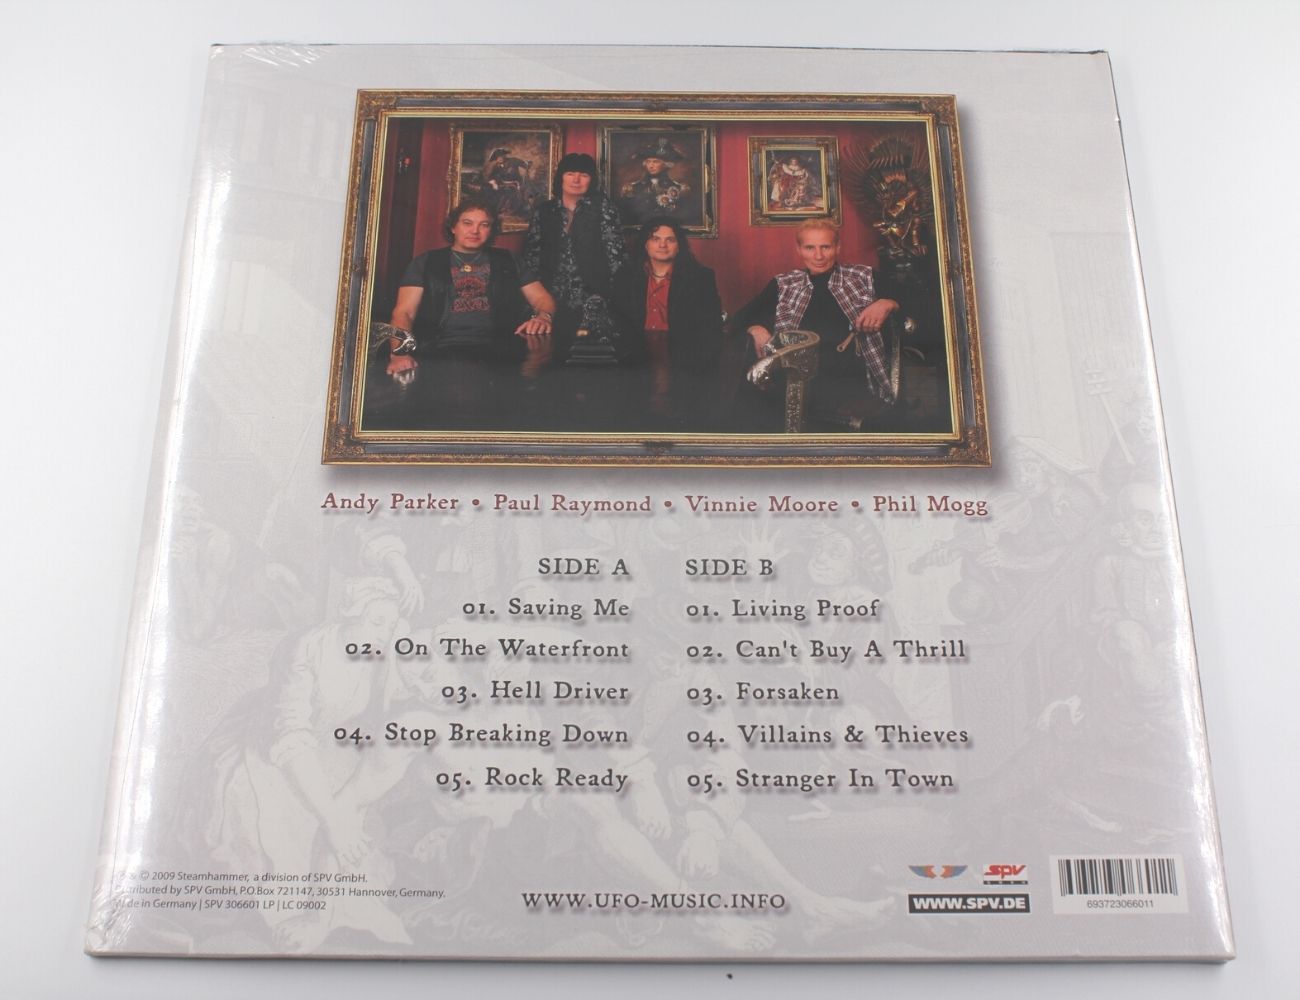 Andy Parker • Paul Raymond • Vinnie Moore • Phil Mogg
SIDE A
01. Saving Me
02. On The Waterfront
03. Hell Driver
04. Stop Breaking Down
05. Rock Ready
SIDE B
01. Living Proof
02. Can't Buy A Thrill
03. Forsaken
04. Villains & Thieves
05. Stranger In Town
& © 2009 Steamhammer, a division of SPV GmbH.
Distributed by SPV GmbH, P.O.Box 721147, 30531 Hannover, Germany.
Made in Germany | SPV 306601 LP | LC 09002
WWW.UFO-MUSIC.INFO
SPV
WWW.SPV.DE
693723066011